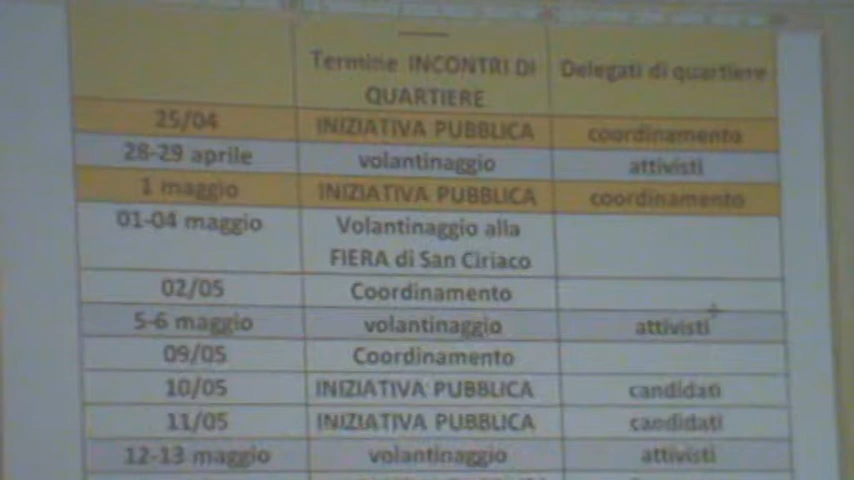 Termine INCONTRI DI
QUARTIERE
Delegati di quartiere
25/04 INIZIATIVA PUBBLICA coordinamento
28-29 aprile volantinaggio attivisti
1 maggio INIZIATIVA PUBBLICA coordinamento
01-04 maggio Volantinaggio alla
FIERA di San Ciriaco
02/05 Coordinamento
5-6 maggio volantinaggio attivisti
09/05 Coordinamento
10/05 INIZIATIVA PUBBLICA candidati
11/05 INIZIATIVA PUBBLICA candidati
12-13 maggio volantinaggio attivisti